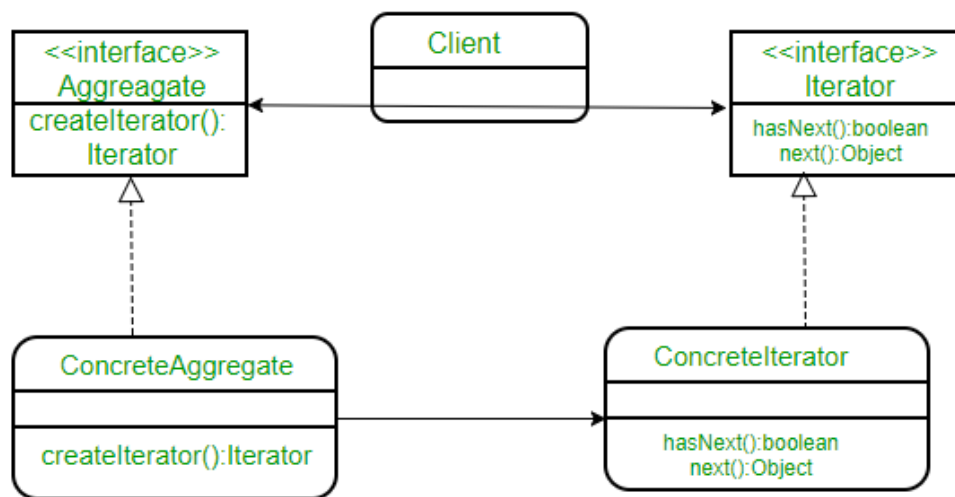 <<interface>>
Aggreagate
createIterator():
Iterator
Client
<<interface>>
Iterator
hasNext():boolean
next():Object
ConcreteAggregate
createIterator():Iterator
ConcreteIterator
hasNext():boolean
next():Object